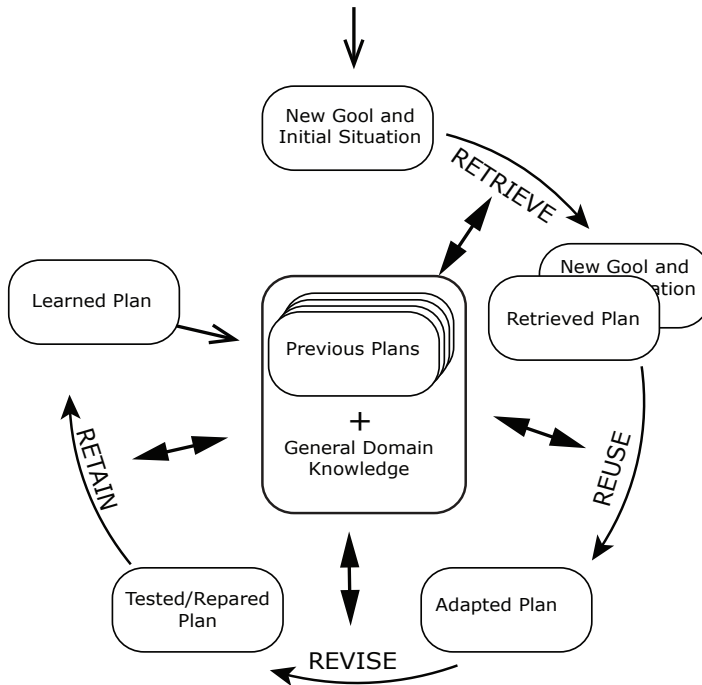 New Gool and
Initial Situation
RETRIEVE
New Gool and
ation
Retrieved Plan
Learned Plan
Previous Plans
+
General Domain
Knowledge
REUSE
RETAIN
Tested/Repared
Plan
Adapted Plan
REVISE